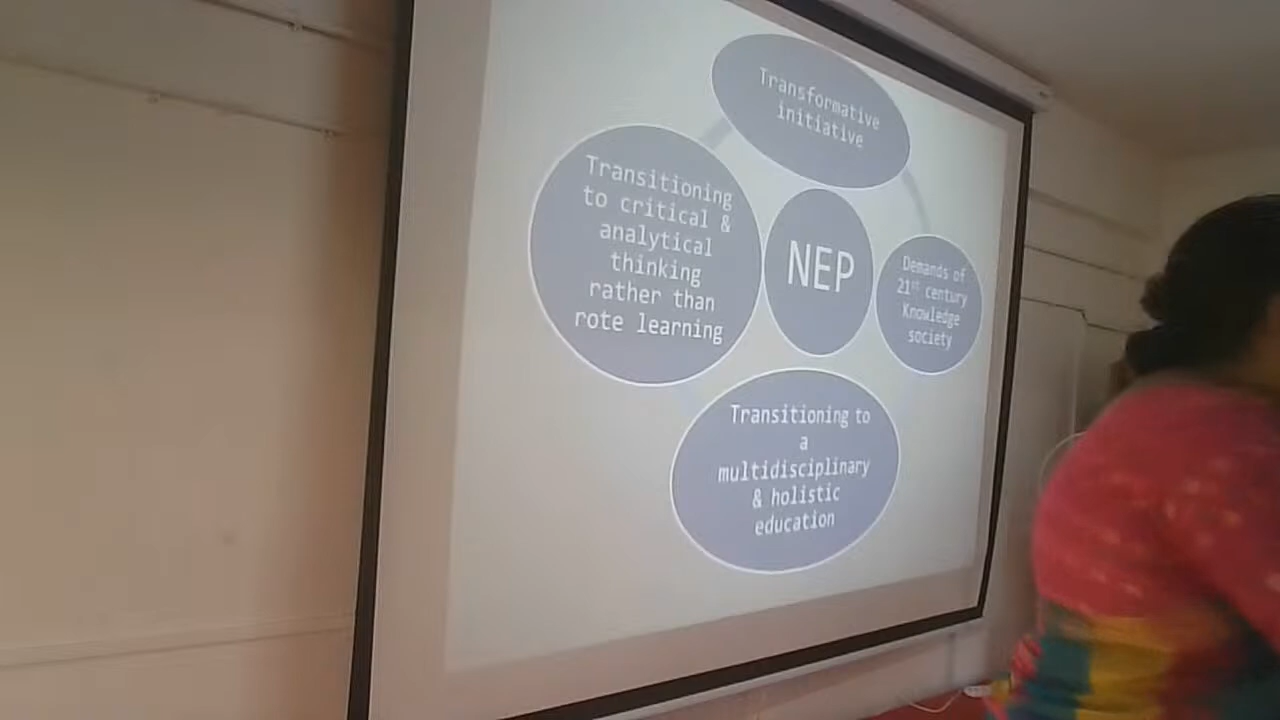 Transformative
initiative
Transitioning
to critical &
analytical
thinking
rather than
rote learning
NEP
Demands of
21st century
Knowledge
society
Transitioning to
a
multidisciplinary
& holistic
education